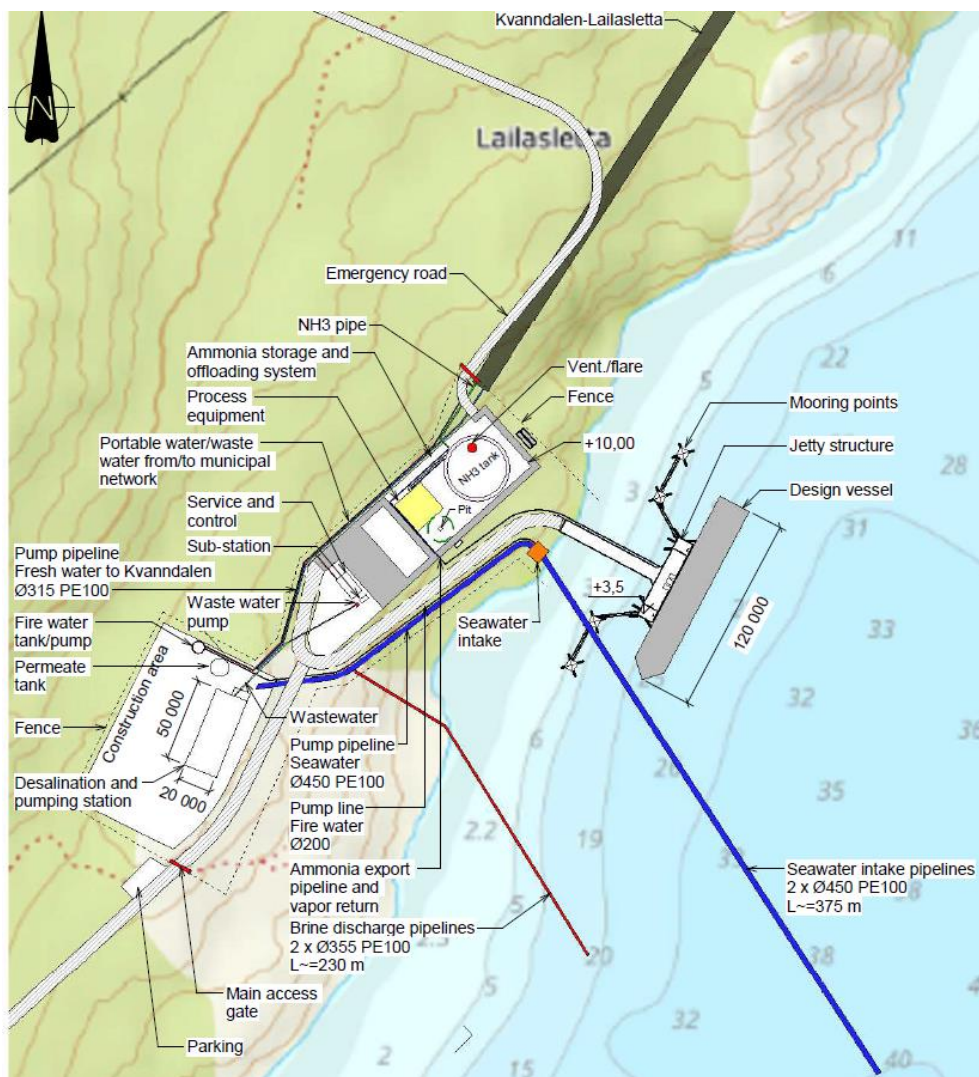 Kvanndalen-Lailasletta
N
Lailasletta
11
6
Emergency road
NH3 pipe
5
22
Ammonia storage and
offloading system
Vent./flare
Fence
Mooring points
Process
equipment
+10,00
Jetty structure
28
Portable water/waste
water from/to municipal
network
NH3 tank
3
Design vessel
Pit
31
Service and
control
Sub-station
Pump pipeline
Fresh water to Kvanndalen
Ø315 PE100
+3,5
Waste water
pump
Seawater
intake
120 000
33
Fire water
tank/pump
Permeate
tank
Construction area
50 000
Fence
Wastewater
32
6
20
36
Pump pipeline
Seawater
Ø450 PE100
Desalination and
pumping station
20 000
35
Pump line
Fire water
Ø200
2.2
19
Ammonia export
pipeline and
vapor return
Seawater intake pipelines
2 x Ø450 PE100
L~=375 m
5
38
Brine discharge pipelines
2 x Ø355 PE100
L~=230 m
2.3
20
38
Main access
gate
5
32
Parking
2
15
40